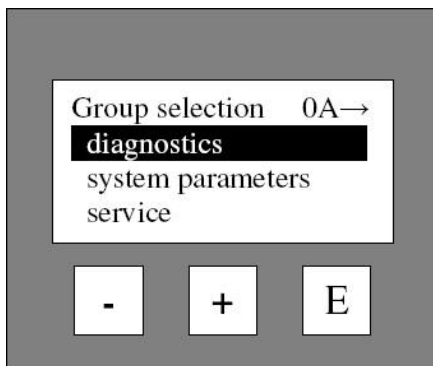 Group selection 0A→
diagnostics
system parameters
service
- + E